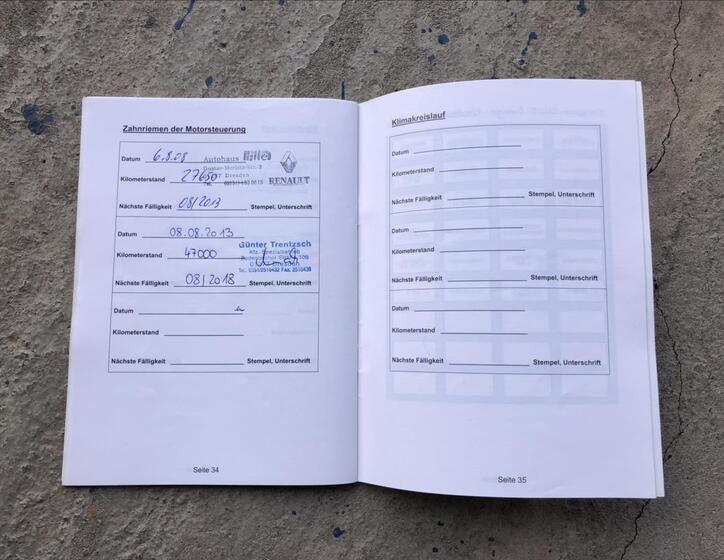 Zahnriemen der Motorsteuerung
Datum 6.8.08 Autohaus
Dresden
Kilometerstand 27650
RENAULT
Nächste Fälligkeit 08/2013 Stempel, Unterschrift
Datum 08.08.2013
Günter Trentzsch
Kilometerstand 47000
Nächste Fälligkeit 08/2018 Stempel, Unterschrift
Datum
Kilometerstand
Nächste Fälligkeit Stempel, Unterschrift
Seite 34
Klimakreislauf
Datum
Kilometerstand
Nächste Fälligkeit Stempel, Unterschrift
Datum
Kilometerstand
Nächste Fälligkeit Stempel, Unterschrift
Datum
Kilometerstand
Nächste Fälligkeit Stempel, Unterschrift
Seite 35